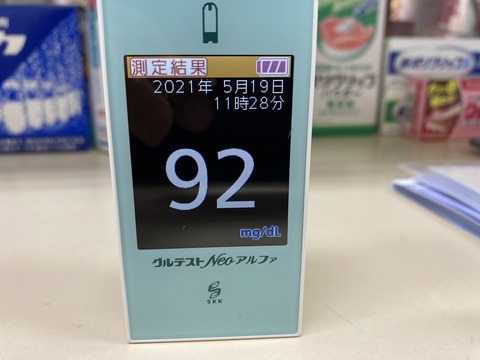 測定結果
2021年 5月19日
11時28分
92
mg/dL
グルテストNeoアルファ
SKK